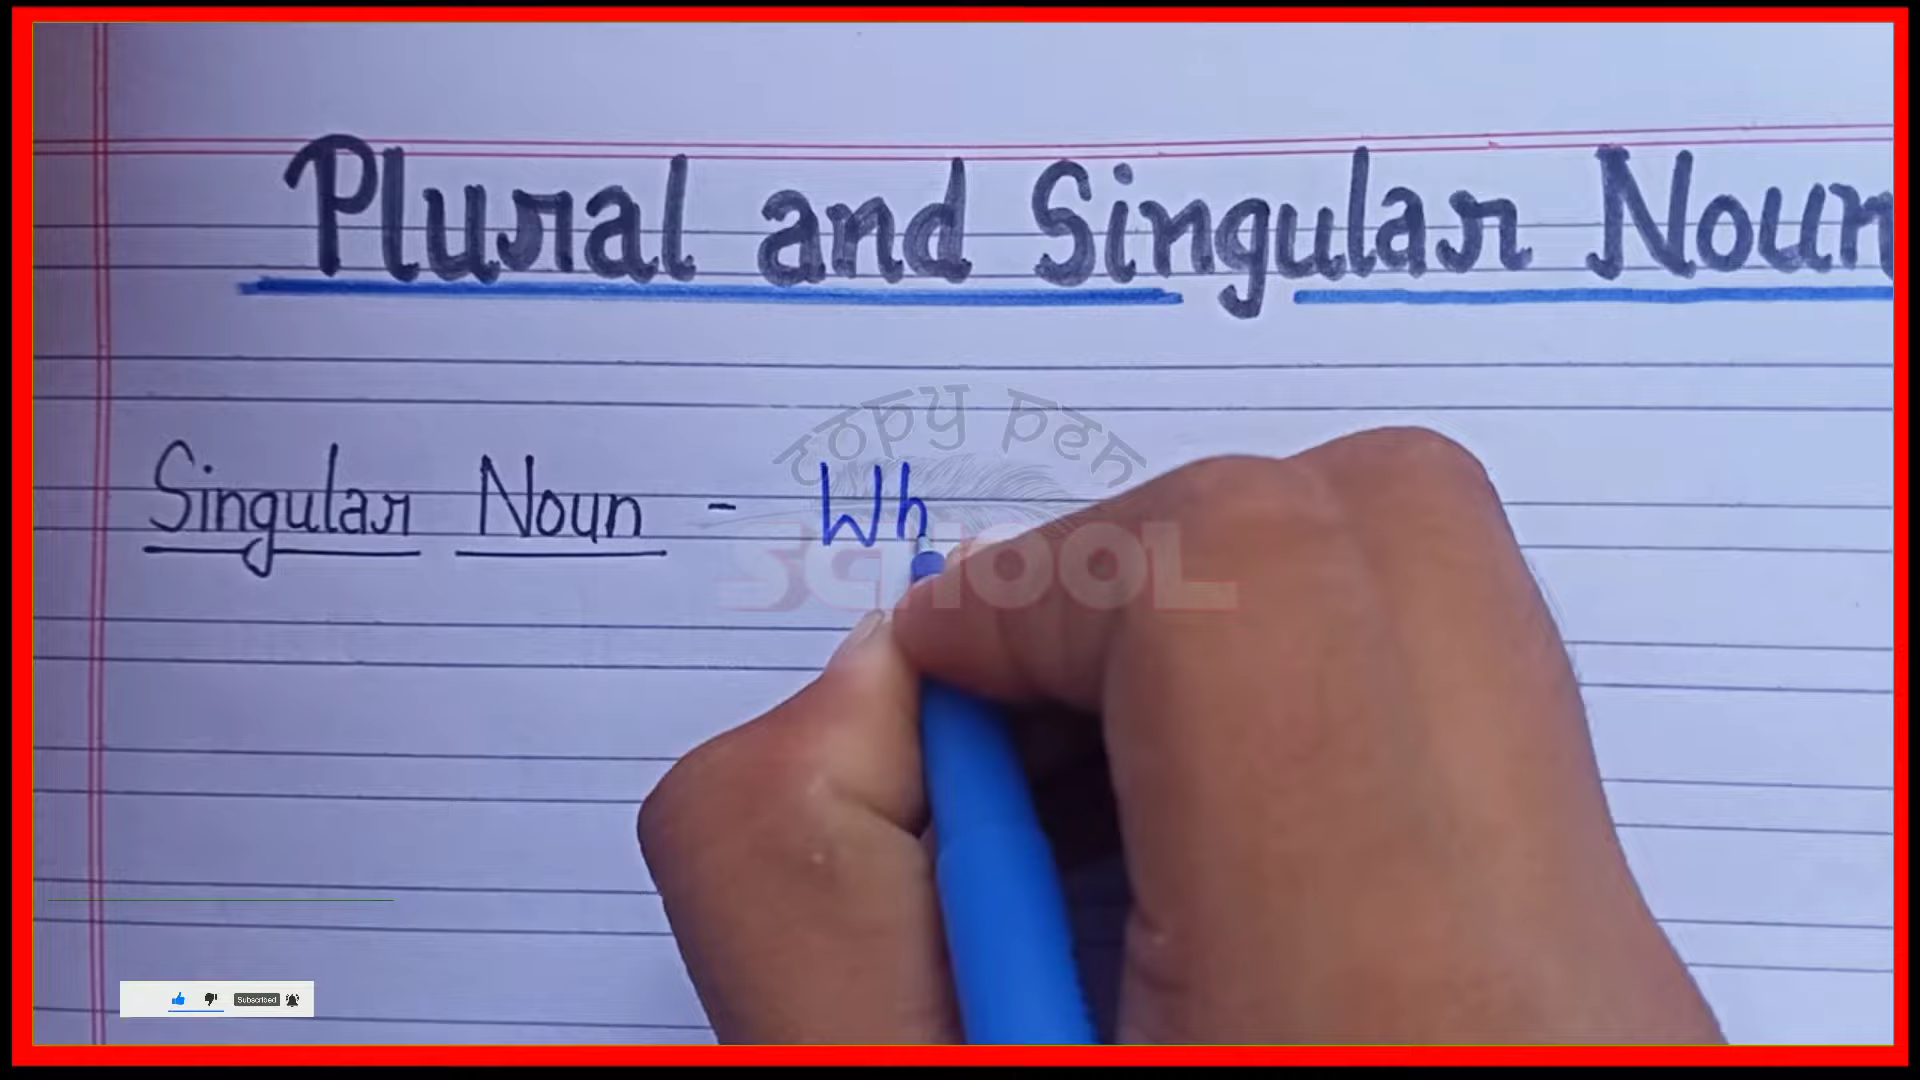 Plural and Singular Noun
copy pen
Singular Noun - Wh
SCHOOL
Subscribed